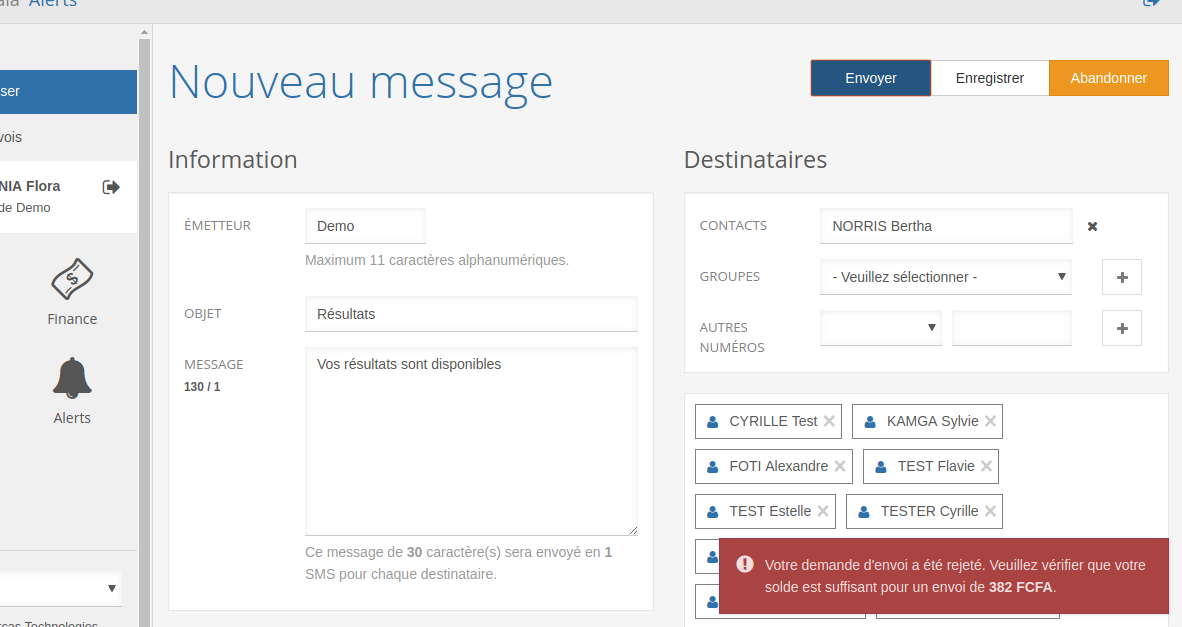 Alerts
Nouveau message
Envoyer
Enregistrer
Abandonner
ser
vois
NIA Flora
de Demo
Finance
Alerts
Information
ÉMETTEUR
Demo
Maximum 11 caractères alphanumériques.
OBJET
Résultats
MESSAGE
130 / 1
Vos résultats sont disponibles
Ce message de 30 caractère(s) sera envoyé en 1
SMS pour chaque destinataire.
Destinataires
CONTACTS
NORRIS Bertha
GROUPES
- Veuillez sélectionner -
AUTRES
NUMÉROS
CYRILLE Test
KAMGA Sylvie
FOTI Alexandre
TEST Flavie
TEST Estelle
TESTER Cyrille
Votre demande d'envoi a été rejeté. Veuillez vérifier que votre
solde est suffisant pour un envoi de 382 FCFA.